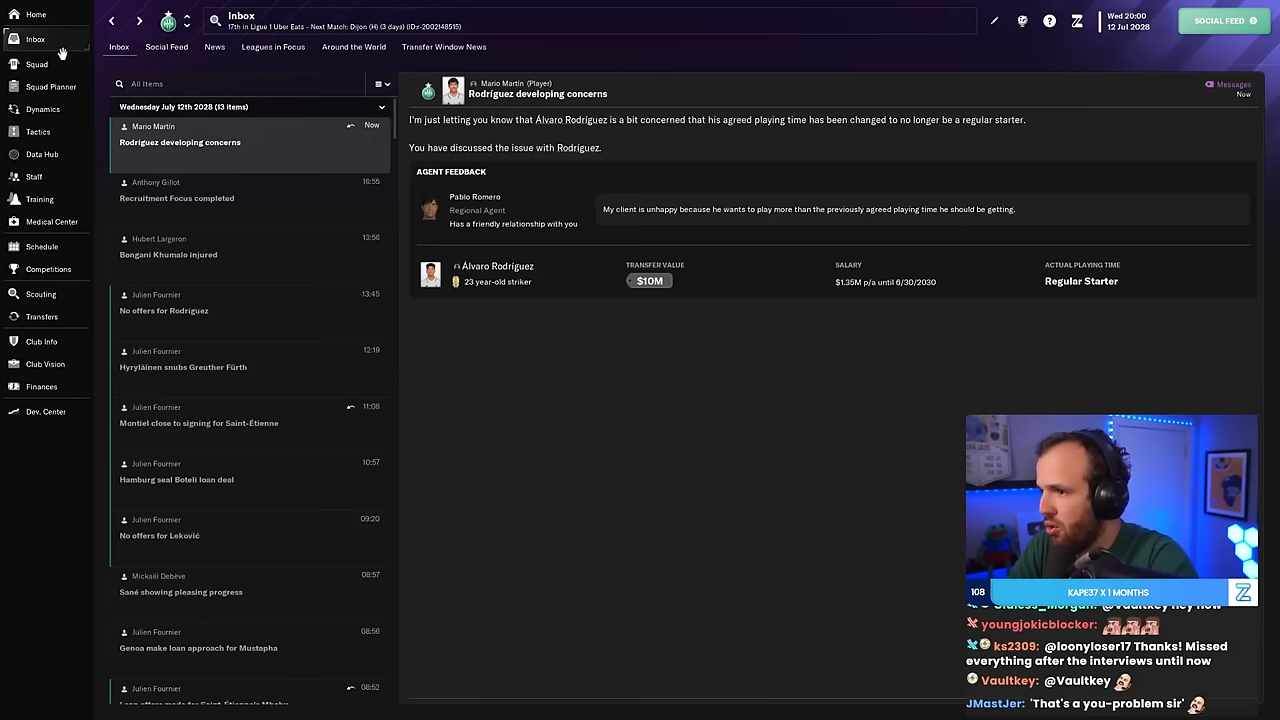 Home
Inbox
Squad
Squad Planner
Dynamics
Tactics
Data Hub
Staff
Training
Medical Center
Schedule
Competitions
Scouting
Transfers
Club Info
Club Vision
Finances
Dev. Center
Inbox
17th in Ligue 1 Uber Eats - Next Match: Dijon (H) (3 days) (ID:r-2002148515)
Wed 20:00
12 Jul 2028
SOCIAL FEED
Inbox
Social Feed
News
Leagues in Focus
Around the World
Transfer Window News
All Items
Wednesday July 12th 2028 (13 items)
Mario Martín
Now
Rodríguez developing concerns
Anthony Gillot
16:55
Recruitment Focus completed
Hubert Largeron
13:56
Bongani Khumalo injured
Julien Fournier
13:45
No offers for Rodríguez
Julien Fournier
12:19
Hyryläinen snubs Greuther Fürth
Julien Fournier
11:08
Montiel close to signing for Saint-Étienne
Julien Fournier
10:57
Hamburg seal Boteli loan deal
Julien Fournier
09:20
No offers for Leković
Mickaël Debève
08:57
Sané showing pleasing progress
Julien Fournier
08:56
Genoa make loan approach for Mustapha
Julien Fournier
08:52
Mario Martín (Player)
Rodríguez developing concerns
Messages
Now
I'm just letting you know that Álvaro Rodríguez is a bit concerned that his agreed playing time has been changed to no longer be a regular starter.
You have discussed the issue with Rodríguez.
AGENT FEEDBACK
Pablo Romero
Regional Agent
Has a friendly relationship with you
My client is unhappy because he wants to play more than the previously agreed playing time he should be getting.
Álvaro Rodríguez
23 year-old striker
TRANSFER VALUE
$10M
SALARY
$1.35M p/a until 6/30/2030
ACTUAL PLAYING TIME
Regular Starter
108
KAPE37 X 1 MONTHS
youngjokicblocker:
ks2309: @loonyloser17 Thanks! Missed
everything after the interviews until now
Vaultkey: @Vaultkey
JMastJer: 'That's a you-problem sir'